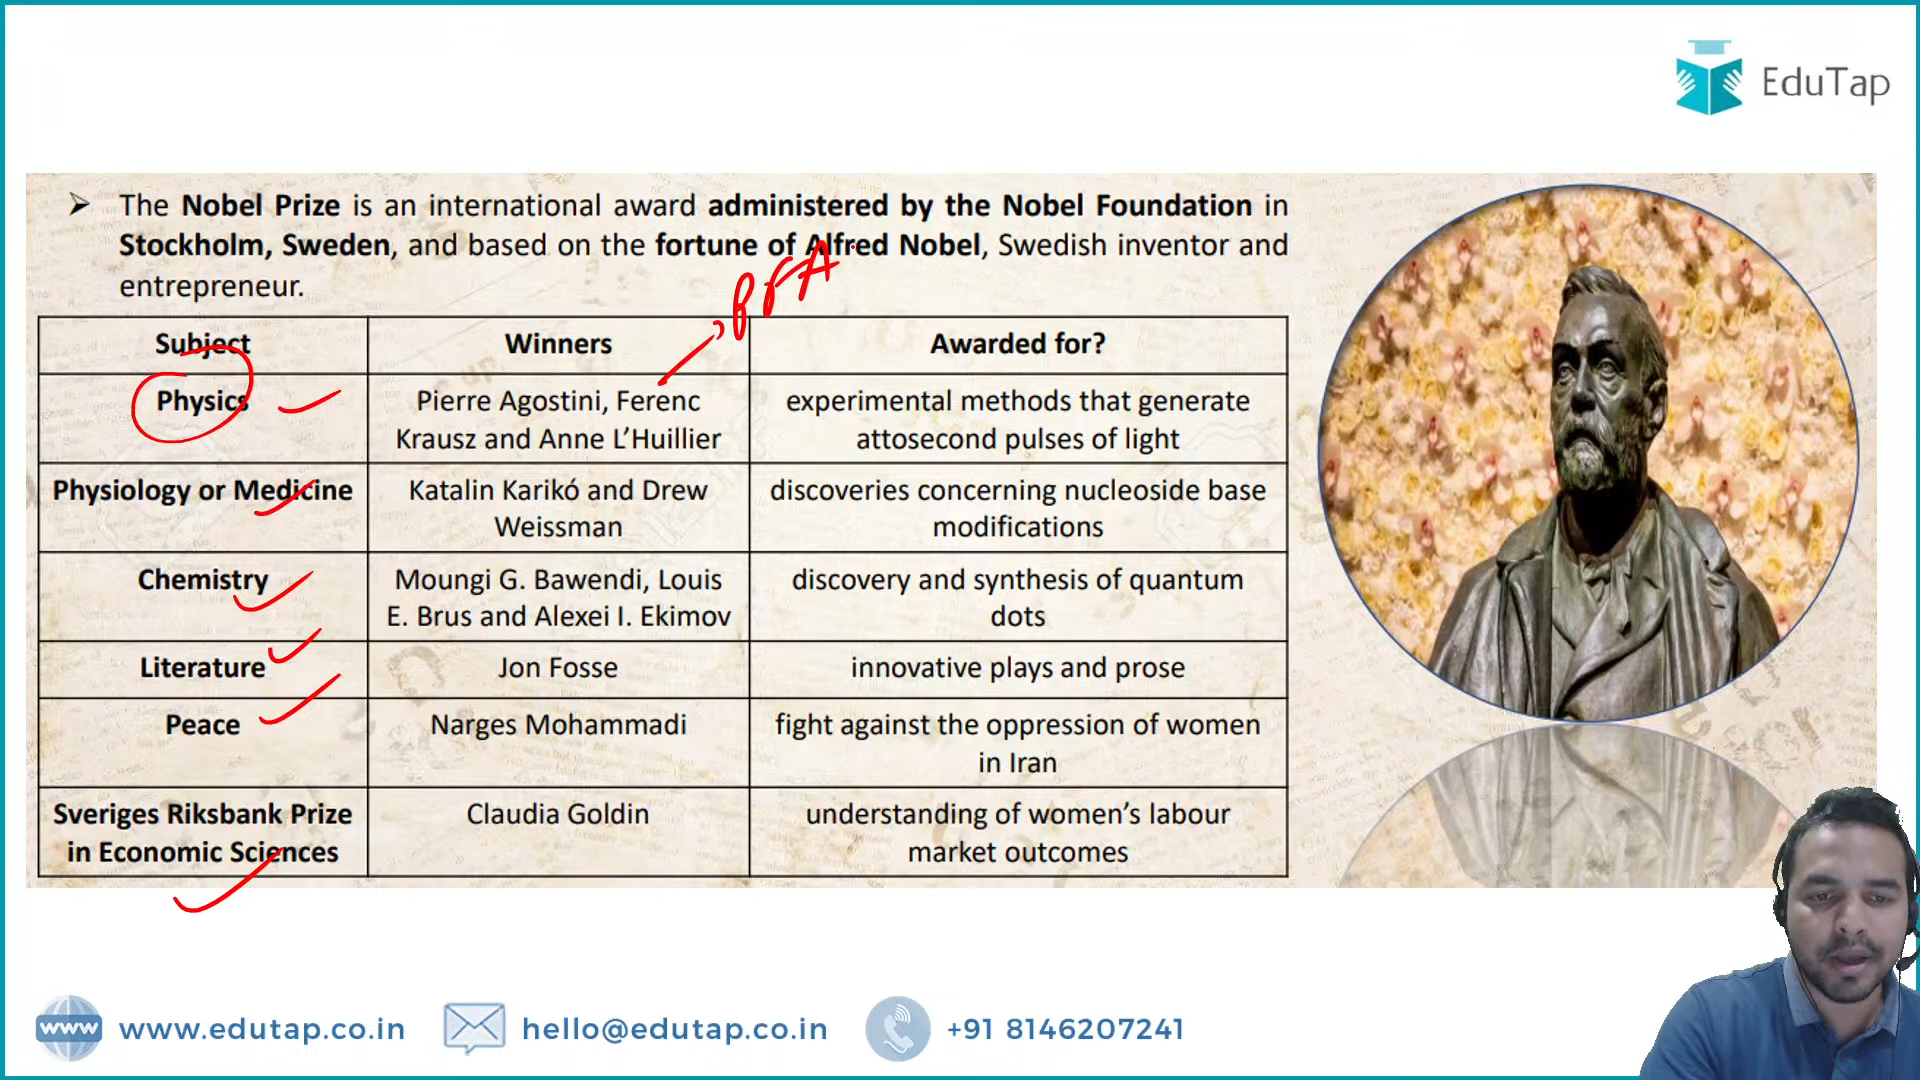 EduTap
➤ The Nobel Prize is an international award administered by the Nobel Foundation in
Stockholm, Sweden, and based on the fortune of Alfred Nobel, Swedish inventor and
entrepreneur.
Subject Winners Awarded for?
Physics Pierre Agostini, Ferenc experimental methods that generate
Krausz and Anne L’Huillier attosecond pulses of light
Physiology or Medicine Katalin Karikó and Drew discoveries concerning nucleoside base
Weissman modifications
Chemistry Moungi G. Bawendi, Louis discovery and synthesis of quantum
E. Brus and Alexei I. Ekimov dots
Literature Jon Fosse innovative plays and prose
Peace Narges Mohammadi fight against the oppression of women
in Iran
Sveriges Riksbank Prize Claudia Goldin understanding of women’s labour
in Economic Sciences market outcomes
www www.edutap.co.in hello@edutap.co.in +91 8146207241